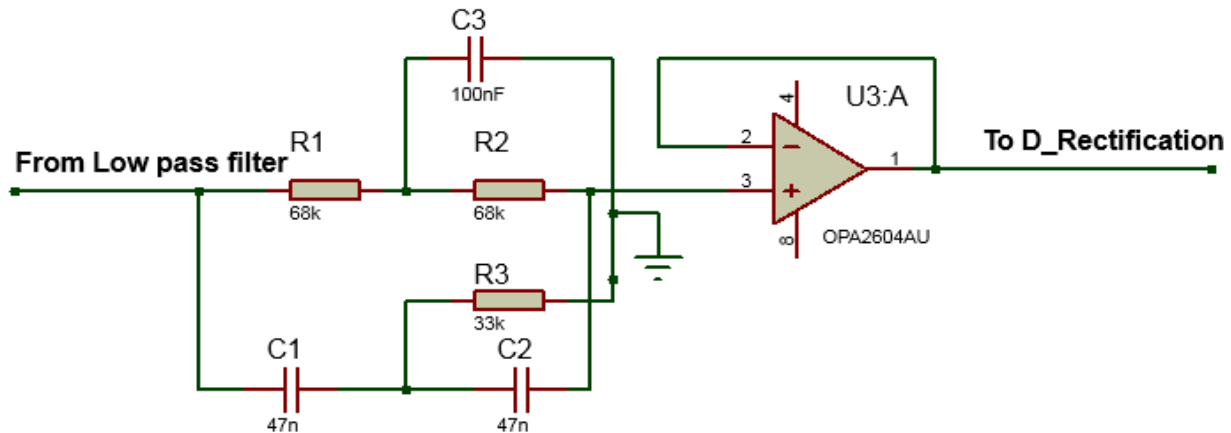 C3
100nF
U3:A
4
From Low pass filter
R1
R2
68k
68k
2
3
1
To D_Rectification
8
OPA2604AU
R3
33k
C1
C2
47n
47n